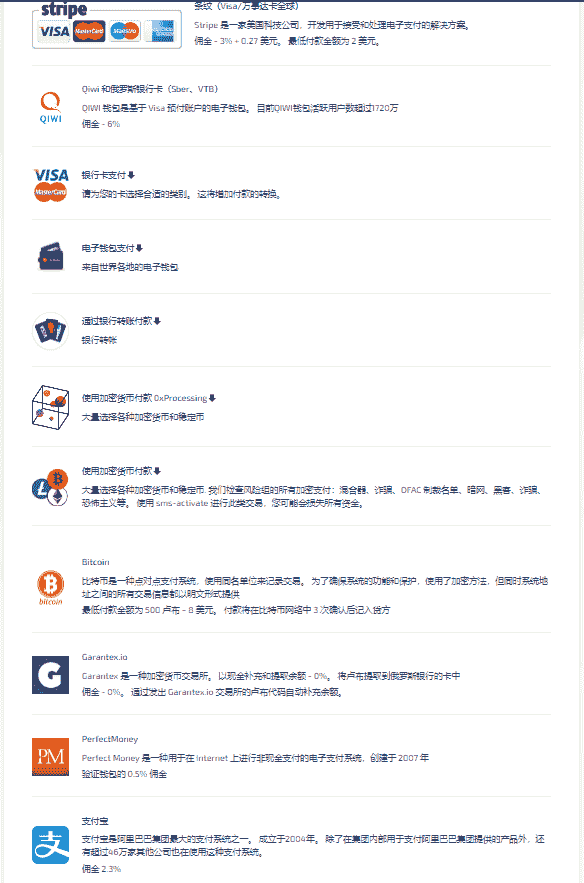 stripe
VISA MasterCard Maestro
条纹（Visa/万事达卡全球）
Stripe 是一家美国科技公司，开发用于接受和处理电子支付的解决方案。
佣金 - 3% + 0.27 美元。 最低付款金额为 2 美元。
Qiwi 和俄罗斯银行卡（Sber、VTB）
QIWI 钱包是基于 Visa 预付账户的电子钱包。 目前QIWI钱包活跃用户数超过1720万
佣金 - 6%
QIWI
VISA
MasterCard
银行卡支付
请为您的卡选择合适的类别。 这将增加付款的转换。
电子钱包支付
来自世界各地的电子钱包
通过银行转账付款
银行转帐
使用加密货币付款 0xProcessing
大量选择各种加密货币和稳定币
使用加密货币付款
大量选择各种加密货币和稳定币. 我们检查风险组的所有加密支付：混合器、诈骗、OFAC 制裁名单、暗网、黑客、诈骗、
恐怖主义等。 使用 sms-activate 进行此类交易，您可能会损失所有资金。
Bitcoin
比特币是一种点对点支付系统，使用同名单位来记录交易。 为了确保系统的功能和保护，使用了加密方法，但同时系统地
址之间的所有交易信息都以明文形式提供
最低付款金额为 500 卢布 - 8 美元。 付款将在比特币网络中 3 次确认后记入贷方
bitcoin
Garantex.io
Garantex 是一种加密货币交易所。 以现金补充和提取余额 - 0%。 将卢布提取到俄罗斯银行的卡中
佣金 - 0%。 通过发出 Garantex.io 交易所的卢布代码自动补充余额。
G
PerfectMoney
Perfect Money 是一种用于在 Internet 上进行非现金支付的电子支付系统，创建于 2007 年
验证钱包的 0.5% 佣金
PM
支付宝
支付宝是阿里巴巴集团最大的支付系统之一。 成立于2004年。 除了在集团内部用于支付阿里巴巴集团提供的产品外，还
有超过46万家其他公司也在使用这种支付系统。
佣金 2.3%
支